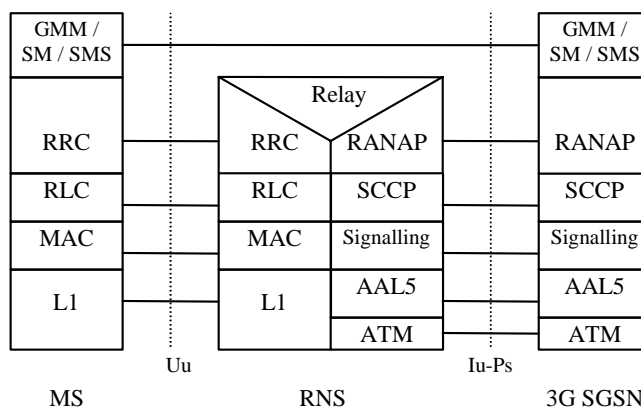 GMM /
SM / SMS
GMM /
SM / SMS
Relay
RRC
RRC
RANAP
RANAP
RLC
RLC
SCCP
SCCP
MAC
MAC
Signalling
Signalling
L1
L1
AAL5
AAL5
ATM
ATM
Uu
Iu-Ps
MS
RNS
3G SGSN